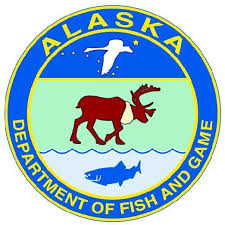 ALASKA
DEPARTMENT OF FISH AND GAME